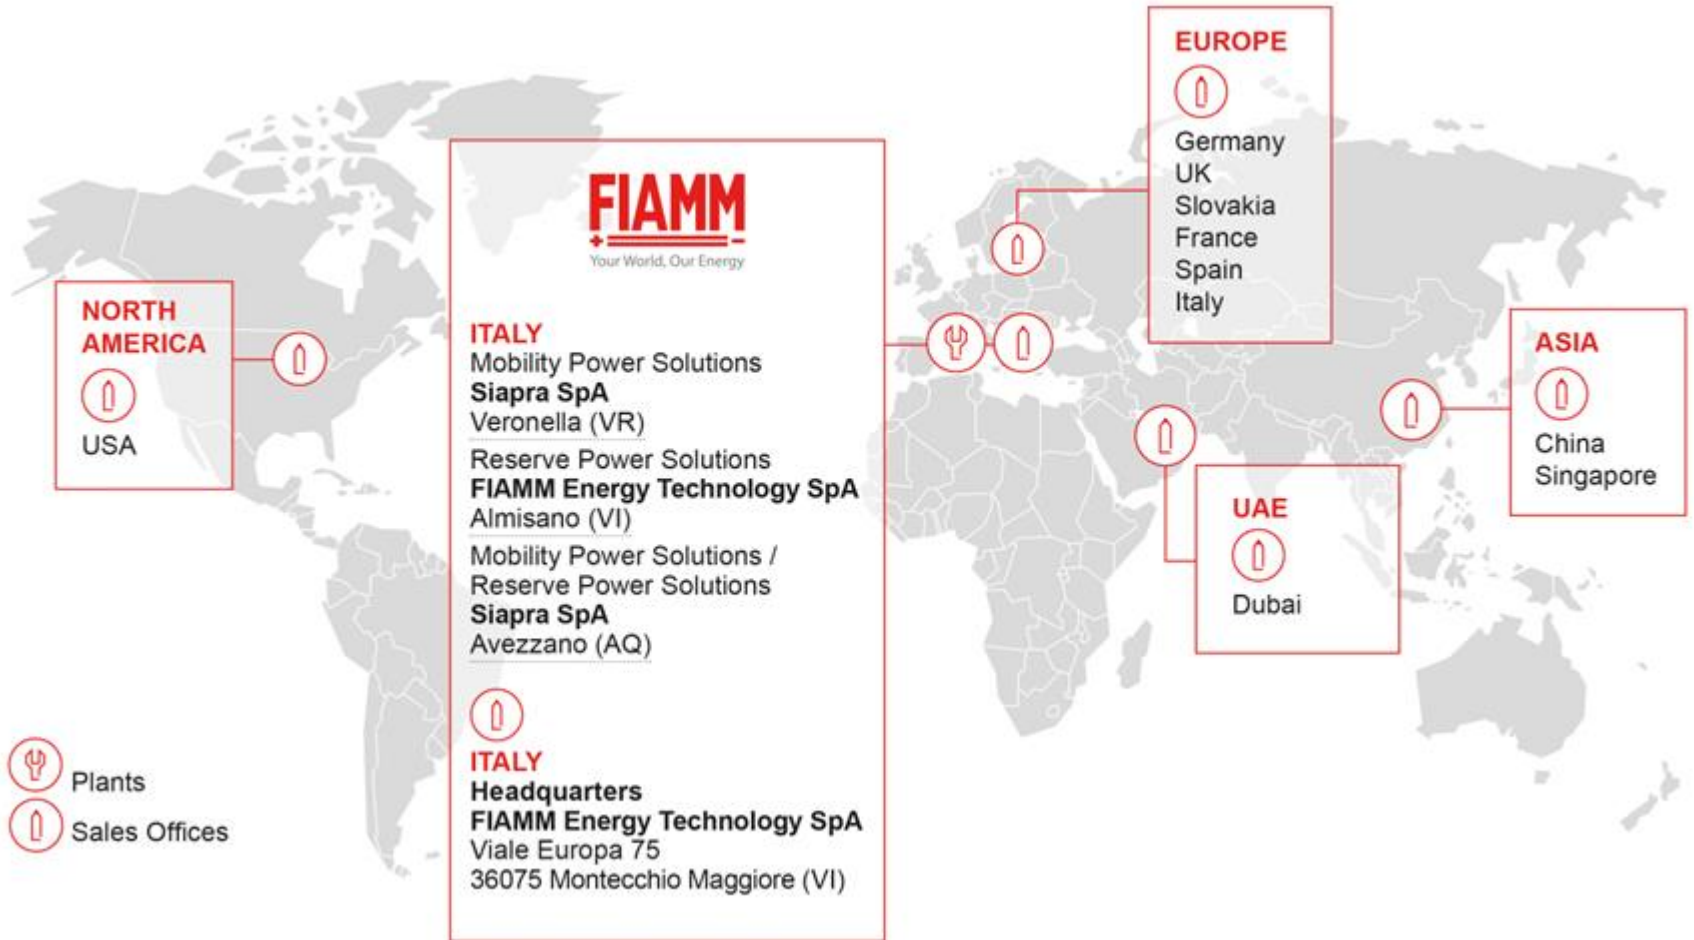 EUROPE
Germany
UK
Slovakia
France
Spain
Italy
FIAMM
Your World, Our Energy
ITALY
Mobility Power Solutions
Siapra SpA
Veronella (VR)
Reserve Power Solutions
FIAMM Energy Technology SpA
Almisano (VI)
Mobility Power Solutions /
Reserve Power Solutions
Siapra SpA
Avezzano (AQ)
ITALY
Headquarters
FIAMM Energy Technology SpA
Viale Europa 75
36075 Montecchio Maggiore (VI)
NORTH
AMERICA
USA
ASIA
China
Singapore
UAE
Dubai
Plants
Sales Offices